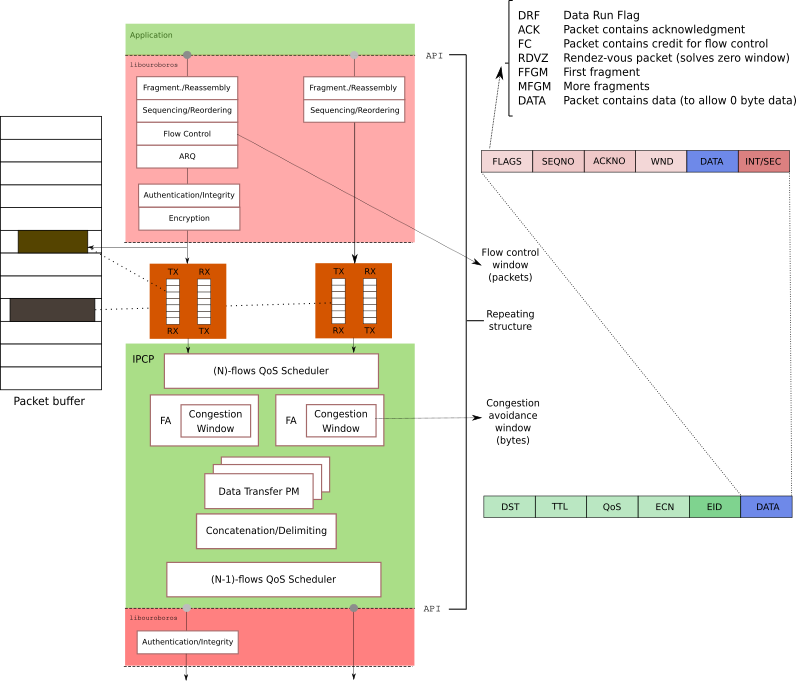 Application
API
libouroboros
Fragment./Reassembly
Sequencing/Reordering
Flow Control
ARQ
Authentication/Integrity
Encryption
Fragment./Reassembly
Sequencing/Reordering
TX RX
RX TX
TX RX
RX TX
Packet buffer
IPCP
(N)-flows QoS Scheduler
FA
Congestion
Window
FA
Congestion
Window
Data Transfer PM
Concatenation/Delimiting
(N-1)-flows QoS Scheduler
API
libouroboros
Authentication/Integrity
DRF Data Run Flag
ACK Packet contains acknowledgment
FC Packet contains credit for flow control
RDVZ Rendez-vous packet (solves zero window)
FFGM First fragment
MFGM More fragments
DATA Packet contains data (to allow 0 byte data)
FLAGS SEQNO ACKNO WND DATA INT/SEC
Flow control
window
(packets)
Repeating
structure
Congestion
avoidance
window
(bytes)
DST TTL QoS ECN EID DATA